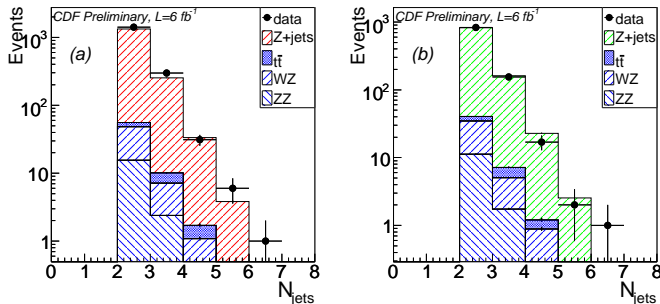 CDF Preliminary, L=6 fb⁻¹
Events
(a)
data
Z+jets
tt̄
WZ
ZZ
10³
10²
10
1
0 1 2 3 4 5 6 7 8
N_jets
CDF Preliminary, L=6 fb⁻¹
Events
(b)
data
Z+jets
tt̄
WZ
ZZ
10³
10²
10
1
0 1 2 3 4 5 6 7 8
N_jets